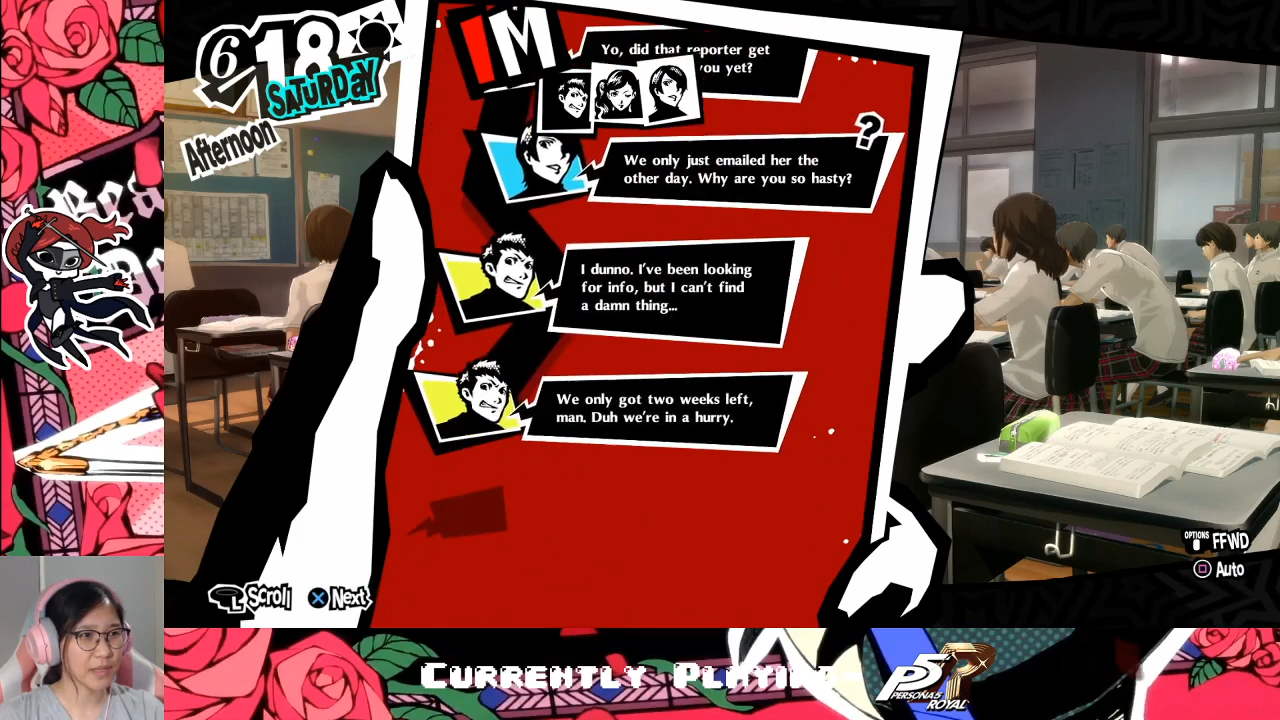 6 18
SATURDAY
Afternoon
IM
Yo, did that reporter get
you yet?
?
We only just emailed her the
other day. Why are you so hasty?
I dunno. I've been looking
for info, but I can't find
a damn thing...
We only got two weeks left,
man. Duh we're in a hurry.
OPTIONS FFWD
Auto
L Scroll Next
Currently Playing
P5R
PERSONA5
ROYAL